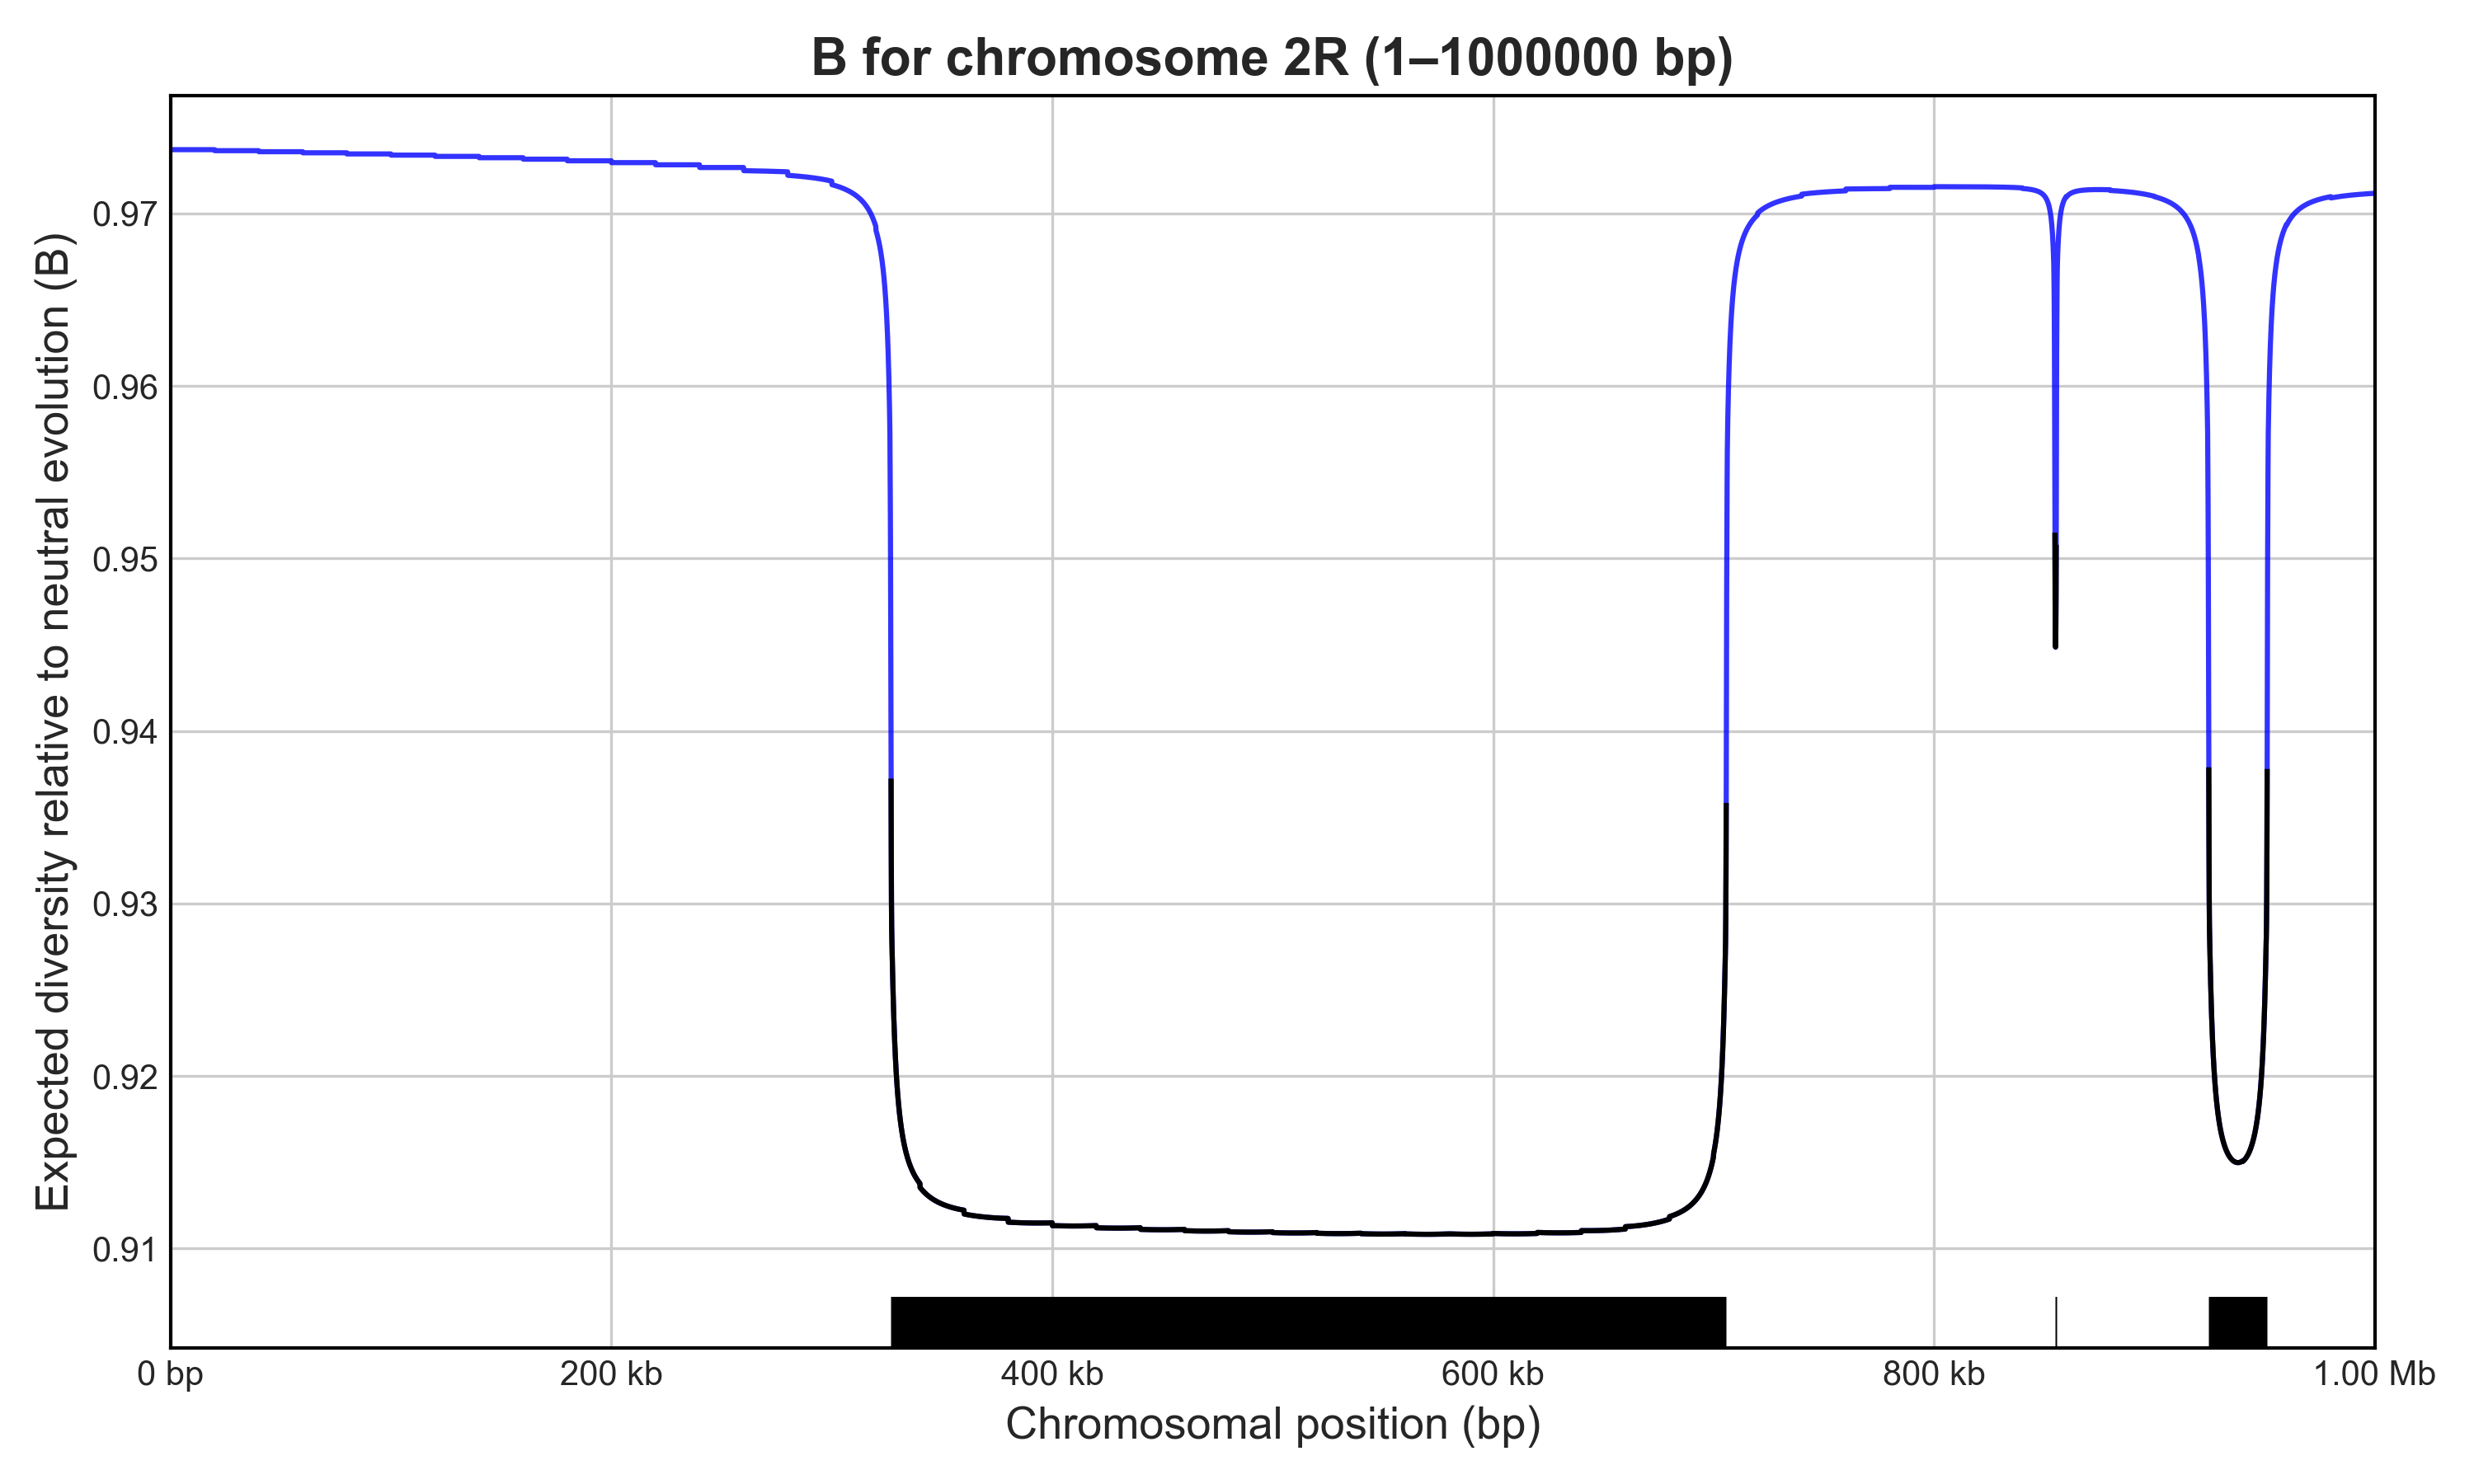 B for chromosome 2R (1–1000000 bp)
Expected diversity relative to neutral evolution (B)
0.97
0.96
0.95
0.94
0.93
0.92
0.91
0 bp 200 kb 400 kb 600 kb 800 kb 1.00 Mb
Chromosomal position (bp)